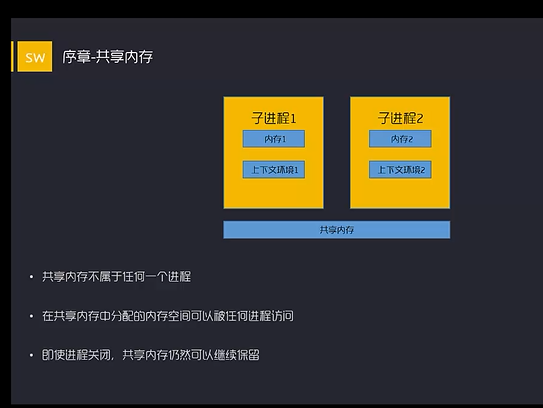 SW
序章-共享内存
子进程1
子进程2
内存1
内存2
上下文环境1
上下文环境2
共享内存
• 共享内存不属于任何一个进程
• 在共享内存中分配的内存空间可以被任何进程访问
• 即使进程关闭，共享内存仍然可以继续保留